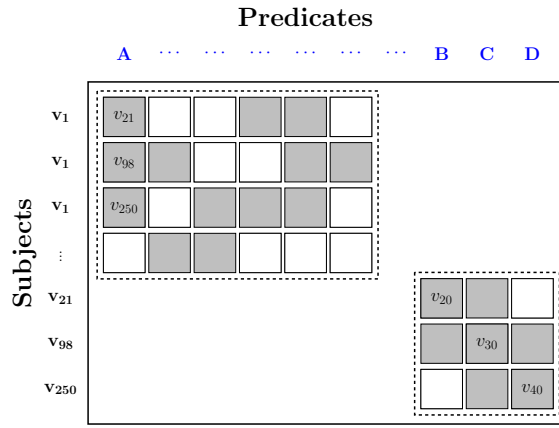 Predicates
A ... ... ... ... ... ... B C D
Subjects
v1 v21
v1 v98
v1 v250
...
v21 v20
v98 v30
v250 v40